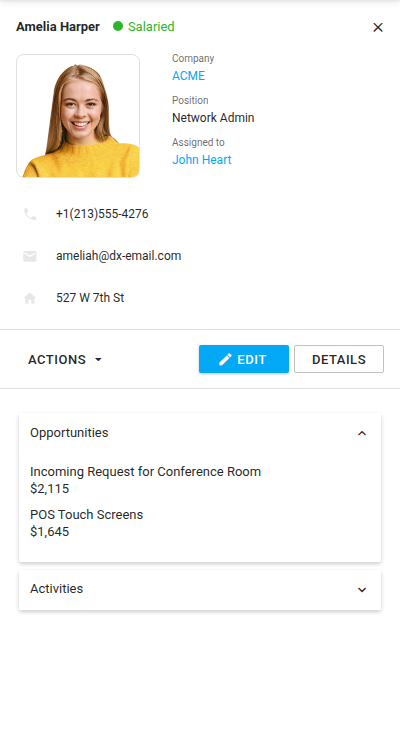 Amelia Harper
Salaried
Company
ACME
Position
Network Admin
Assigned to
John Heart
+1(213)555-4276
ameliah@dx-email.com
527 W 7th St
ACTIONS
EDIT
DETAILS
Opportunities
Incoming Request for Conference Room
$2,115
POS Touch Screens
$1,645
Activities